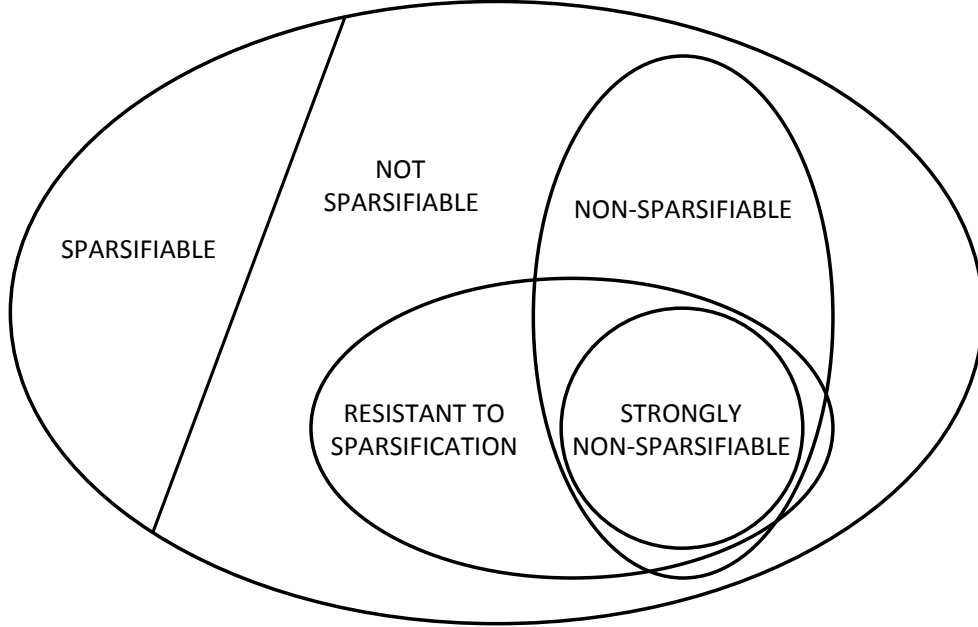 NOT
SPARSIFIABLE
NON-SPARSIFIABLE
SPARSIFIABLE
RESISTANT TO
SPARSIFICATION
STRONGLY
NON-SPARSIFIABLE